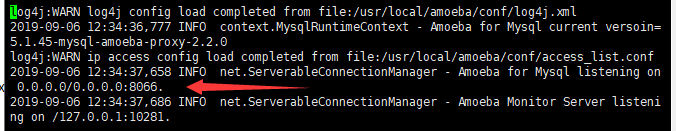 log4j:WARN log4j config load completed from file:/usr/local/amoeba/conf/log4j.xml
2019-09-06 12:34:36,777 INFO  context.MysqlRuntimeContext - Amoeba for Mysql current versoin=
5.1.45-mysql-amoeba-proxy-2.2.0
log4j:WARN ip access config load completed from file:/usr/local/amoeba/conf/access_list.conf
2019-09-06 12:34:37,658 INFO  net.ServerableConnectionManager - Amoeba for Mysql listening on
 0.0.0.0/0.0.0.0:8066.
2019-09-06 12:34:37,686 INFO  net.ServerableConnectionManager - Amoeba Monitor Server listeni
ng on /127.0.0.1:10281.